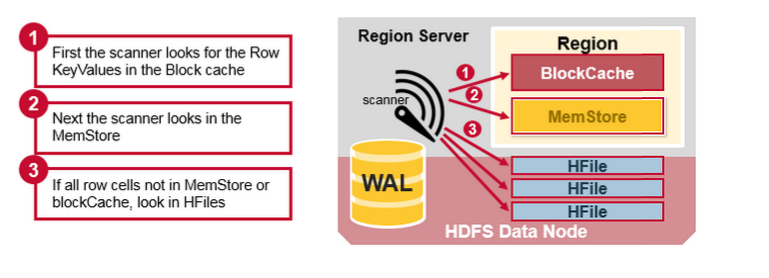 1
First the scanner looks for the Row
KeyValues in the Block cache
2
Next the scanner looks in the
MemStore
3
If all row cells not in MemStore or
blockCache, look in HFiles
Region Server
Region
BlockCache
MemStore
scanner
1
2
3
WAL
HFile
HFile
HFile
HDFS Data Node